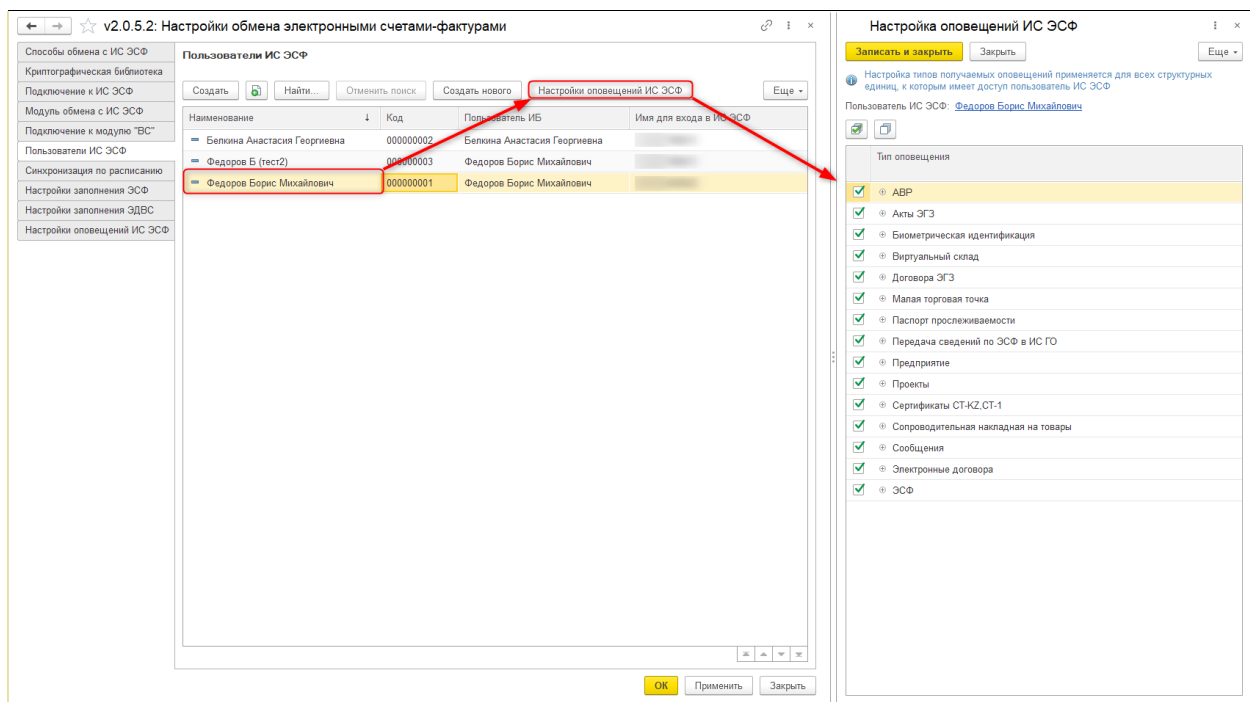 v2.0.5.2: Настройки обмена электронными счетами-фактурами
Способы обмена с ИС ЭСФ
Криптографическая библиотека
Подключение к ИС ЭСФ
Модуль обмена с ИС ЭСФ
Подключение к модулю "ВС"
Пользователи ИС ЭСФ
Синхронизация по расписанию
Настройки заполнения ЭСФ
Настройки заполнения ЭДВС
Настройки оповещений ИС ЭСФ
Пользователи ИС ЭСФ
Создать Найти... Отменить поиск Создать нового Настройки оповещений ИС ЭСФ Еще
Наименование Код Пользователь ИБ Имя для входа в ИС ЭСФ
Белкина Анастасия Георгиевна 000000002 Белкина Анастасия Георгиевна
Федоров Б (тест2) 000000003 Федоров Борис Михайлович
Федоров Борис Михайлович 000000001 Федоров Борис Михайлович
ОК Применить Закрыть
Настройка оповещений ИС ЭСФ
Записать и закрыть Закрыть Еще
Настройка типов получаемых оповещений применяется для всех структурных
единиц, к которым имеет доступ пользователь ИС ЭСФ
Пользователь ИС ЭСФ: Федоров Борис Михайлович
Тип оповещения
АВР
Акты ЭГЗ
Биометрическая идентификация
Виртуальный склад
Договора ЭГЗ
Малая торговая точка
Паспорт прослеживаемости
Передача сведений по ЭСФ в ИС ГО
Предприятие
Проекты
Сертификаты CT-KZ,CT-1
Сопроводительная накладная на товары
Сообщения
Электронные договора
ЭСФ